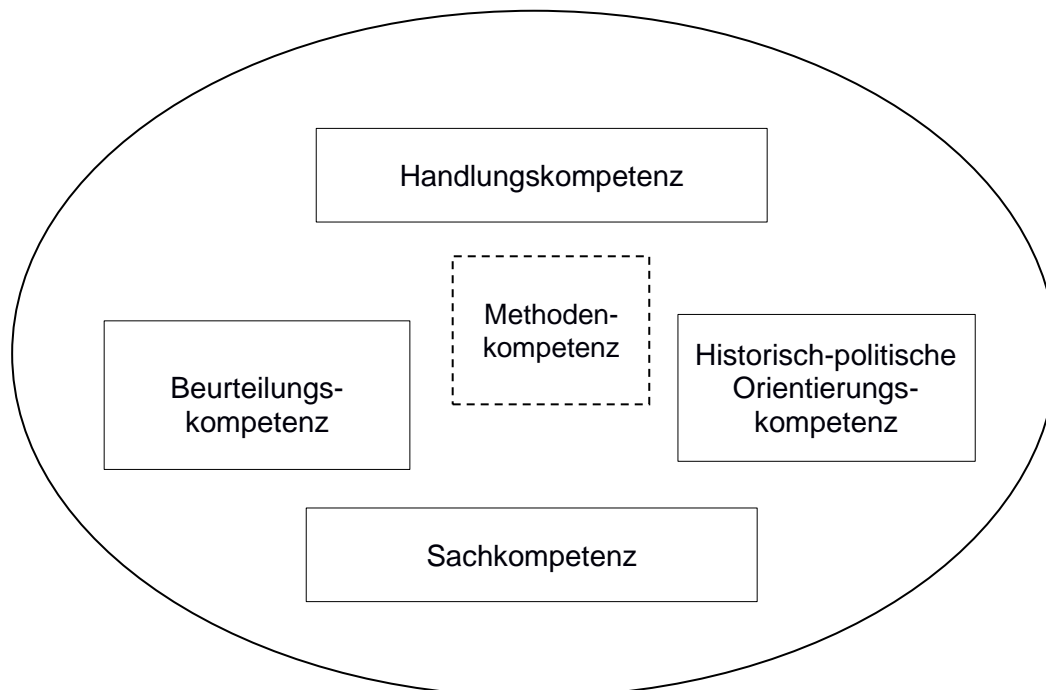 Handlungskompetenz
Methoden-
kompetenz
Beurteilungs-
kompetenz
Historisch-politische
Orientierungs-
kompetenz
Sachkompetenz